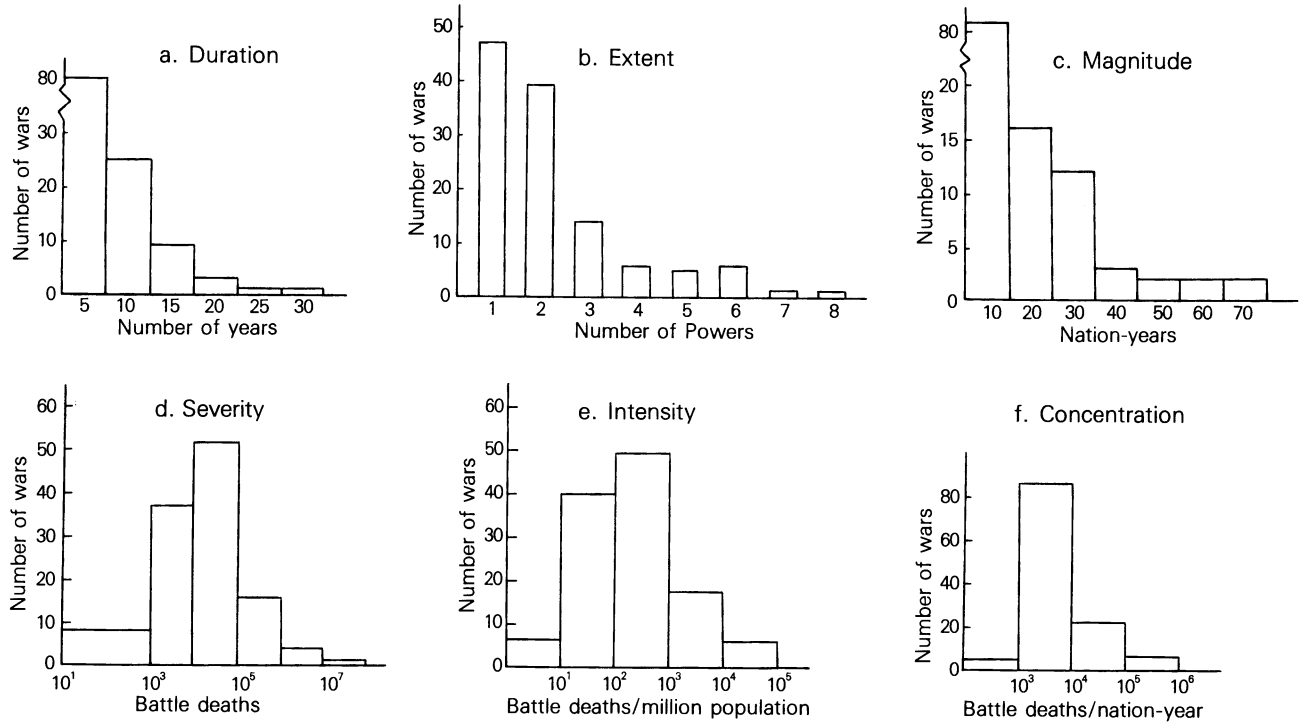 a. Duration
Number of wars
80
30
20
10
0
5 10 15 20 25 30
Number of years
b. Extent
Number of wars
50
40
30
20
10
0
1 2 3 4 5 6 7 8
Number of Powers
c. Magnitude
Number of wars
80
20
15
10
5
0
10 20 30 40 50 60 70
Nation-years
d. Severity
Number of wars
60
50
40
30
20
10
0
10¹ 10³ 10⁵ 10⁷
Battle deaths
e. Intensity
Number of wars
60
50
40
30
20
10
0
10¹ 10² 10³ 10⁴ 10⁵
Battle deaths/million population
f. Concentration
Number of wars
80
60
40
20
0
10³ 10⁴ 10⁵ 10⁶
Battle deaths/nation-year